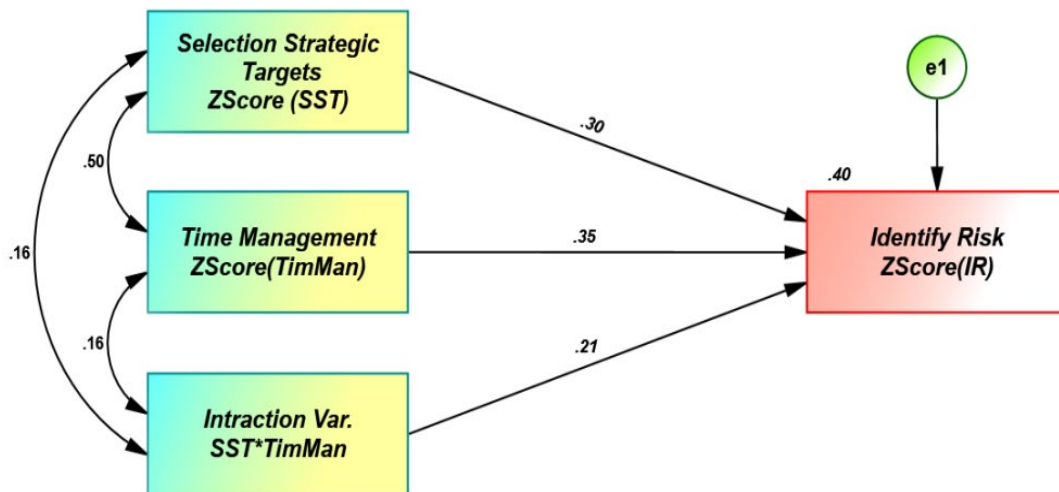 Selection Strategic
Targets
ZScore (SST)
e1
.30
.50
.40
Time Management
ZScore(TimMan)
.35
Identify Risk
ZScore(IR)
.16
.16
.21
Intraction Var.
SST*TimMan